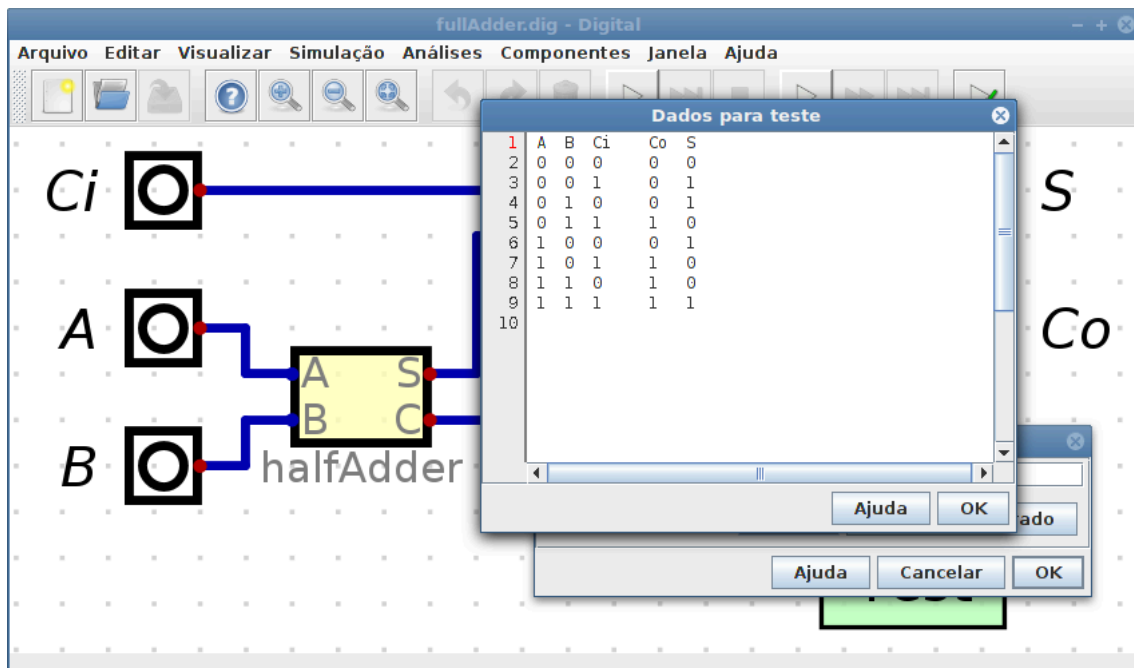 fullAdder.dig - Digital
Arquivo Editar Visualizar Simulação Análises Componentes Janela Ajuda
Dados para teste
1 A B Ci Co S
2 0 0 0 0 0
3 0 0 1 0 1
4 0 1 0 0 1
5 0 1 1 1 0
6 1 0 0 0 1
7 1 0 1 1 0
8 1 1 0 1 0
9 1 1 1 1 1
10
Ajuda OK
Ci
A
B
A S
B C
halfAdder
S
Co
Ajuda Cancelar OK